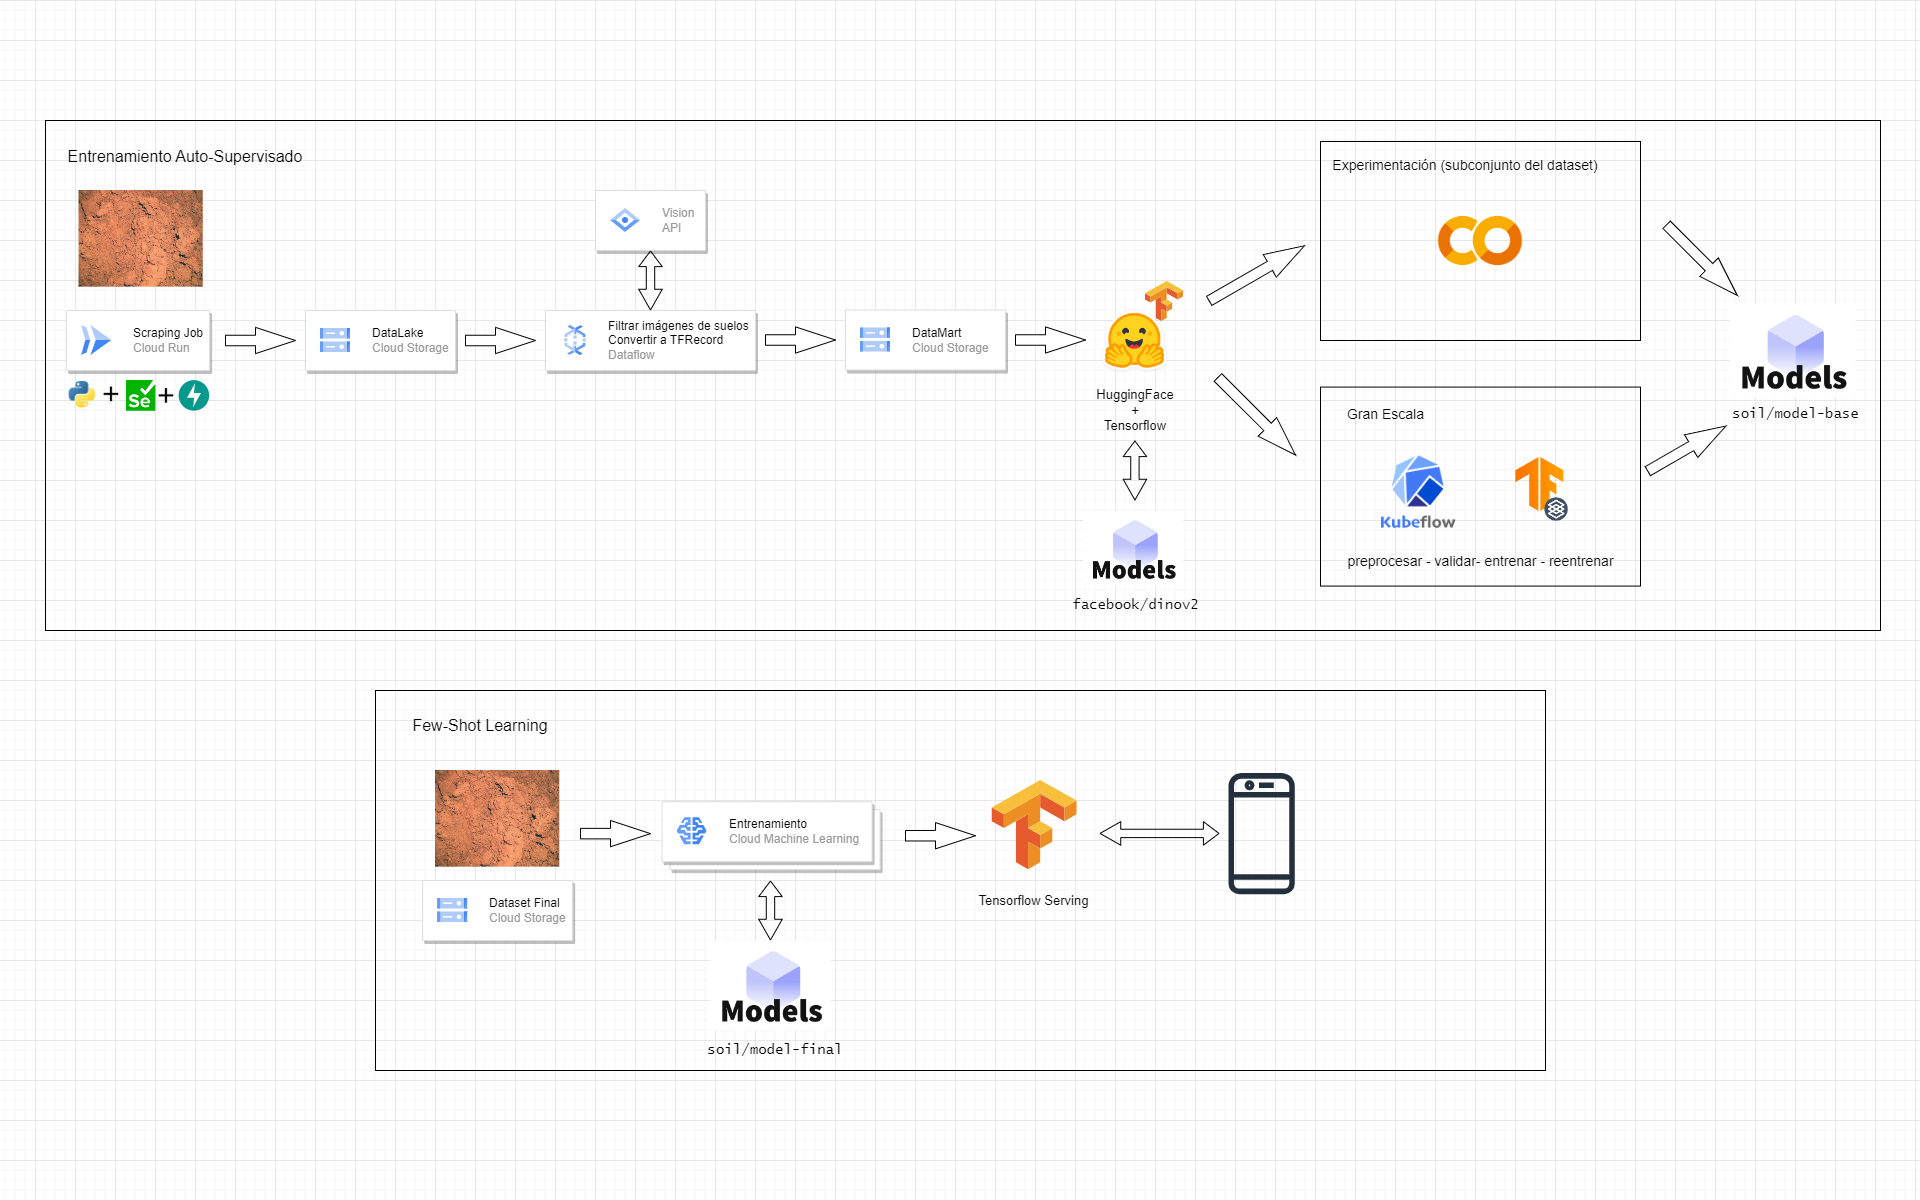 Entrenamiento Auto-Supervisado
Vision
API
Scraping Job
Cloud Run
+ Se +
DataLake
Cloud Storage
Filtrar imágenes de suelos
Convertir a TFRecord
Dataflow
DataMart
Cloud Storage
HuggingFace
+
Tensorflow
Models
facebook/dinov2
Experimentación (subconjunto del dataset)
Gran Escala
Kubeflow
preprocesar - validar- entrenar - reentrenar
Models
soil/model-base
Few-Shot Learning
Dataset Final
Cloud Storage
Entrenamiento
Cloud Machine Learning
Models
soil/model-final
Tensorflow Serving